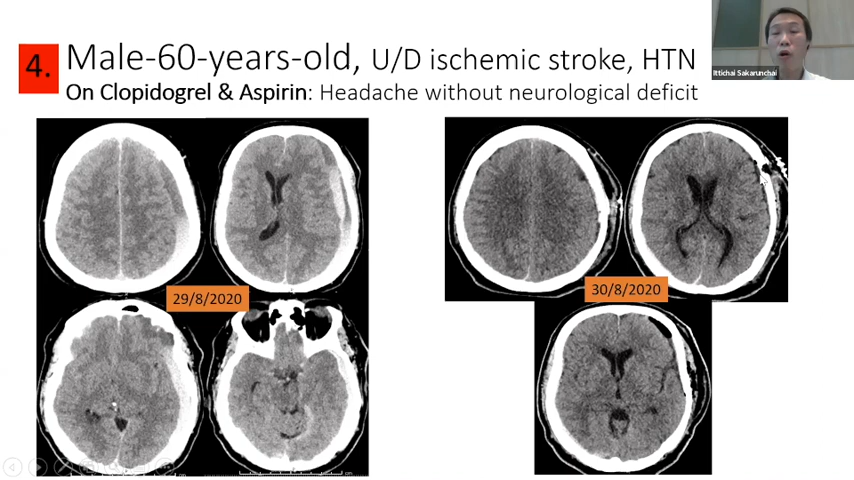 4. Male-60-years-old, U/D ischemic stroke, HTN
On Clopidogrel & Aspirin: Headache without neurological deficit
Ittichai Sakarunchai
29/8/2020
30/8/2020